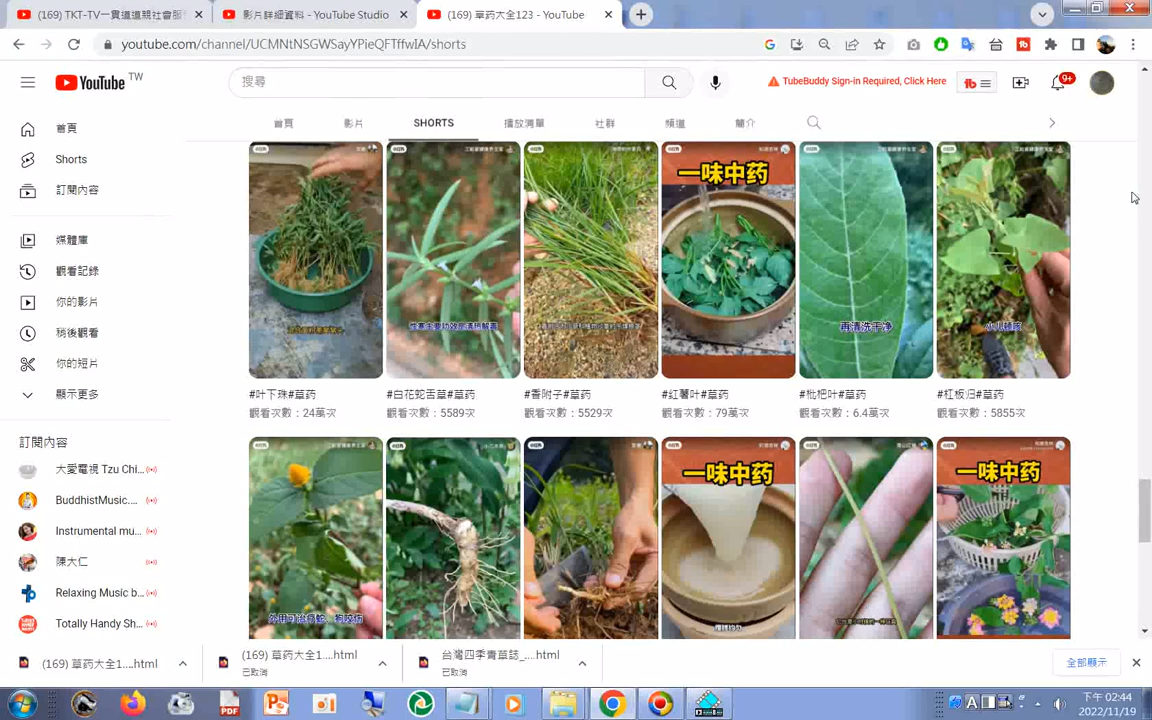 (169) TKT-TV一貫道道親社會服務
影片詳細資料 - YouTube Studio
(169) 草药大全123 - YouTube
youtube.com/channel/UCMNtNSGWSayYPieQFTffwIA/shorts
YouTube TW
搜尋
TubeBuddy Sign-in Required, Click Here
9+
首頁
影片
SHORTS
播放清單
社群
頻道
簡介
首頁
Shorts
訂閱內容
媒體庫
觀看記錄
你的影片
稍後觀看
你的短片
顯示更多
訂閱內容
大愛電視 Tzu Chi...
BuddhistMusic....
Instrumental mu...
陳大仁
Relaxing Music b...
Totally Handy Sh...
一味中药
再清洗干净
小儿顿咳
#叶下珠#草药
觀看次數：24萬次
#白花蛇舌草#草药
觀看次數：5589次
#香附子#草药
觀看次數：5529次
#紅薯叶#草药
觀看次數：79萬次
#枇杷叶#草药
觀看次數：6.4萬次
#杠板归#草药
觀看次數：5855次
一味中药
一味中药
(169) 草药大全1....html
(169) 草药大全1....html
已取消
台灣四季青草誌_....html
已取消
全部顯示
PDF
下午 02:44
2022/11/19